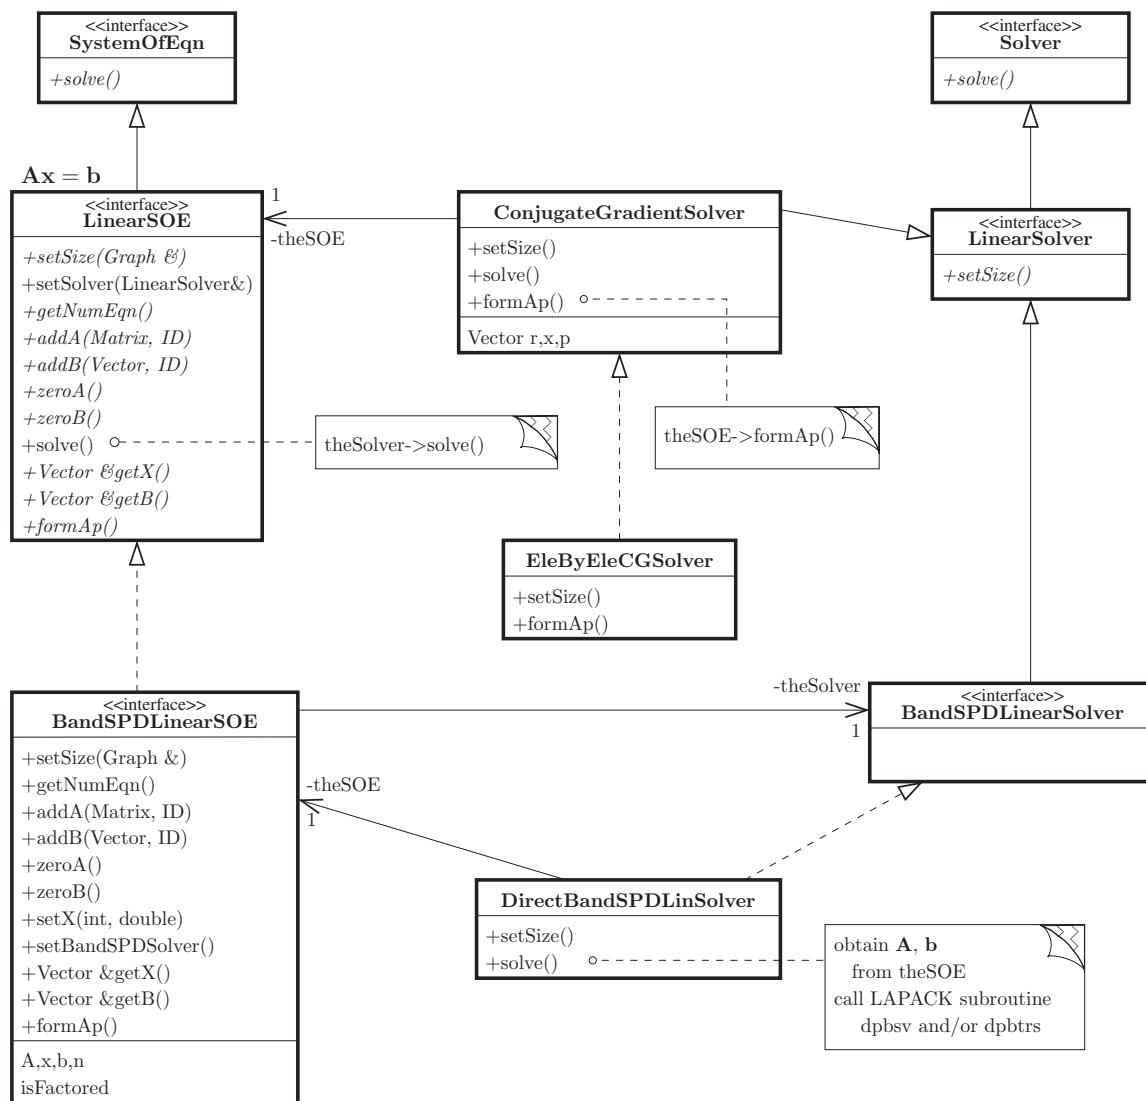 <<interface>>
SystemOfEqn
+solve()
<<interface>>
Solver
+solve()
Ax = b
<<interface>>
LinearSOE
+setSize(Graph &)
+setSolver(LinearSolver&)
+getNumEqn()
+addA(Matrix, ID)
+addB(Vector, ID)
+zeroA()
+zeroB()
+solve()
+Vector &getX()
+Vector &getB()
+formAp()
1
-theSOE
ConjugateGradientSolver
+setSize()
+solve()
+formAp()
Vector r,x,p
<<interface>>
LinearSolver
+setSize()
theSolver->solve()
theSOE->formAp()
EleByEleCGSolver
+setSize()
+formAp()
<<interface>>
BandSPDLinearSOE
+setSize(Graph &)
+getNumEqn()
+addA(Matrix, ID)
+addB(Vector, ID)
+zeroA()
+zeroB()
+setX(int, double)
+setBandSPDSolver()
+Vector &getX()
+Vector &getB()
+formAp()
A,x,b,n
isFactored
-theSolver
1
<<interface>>
BandSPDLinearSolver
-theSOE
1
DirectBandSPDLinSolver
+setSize()
+solve()
obtain A, b
from theSOE
call LAPACK subroutine
dpbsv and/or dpbtrs